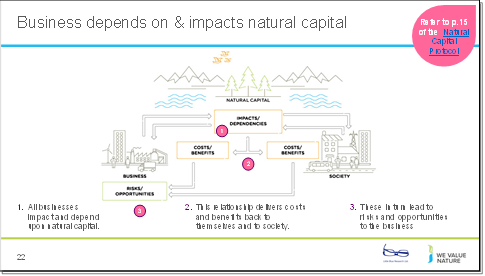 Business depends on & impacts natural capital
Refer to p.15
of the Natural
Capital
Protocol
NATURAL CAPITAL
IMPACTS/
DEPENDENCIES
1
COSTS/
BENEFITS
COSTS/
BENEFITS
2
BUSINESS
SOCIETY
RISKS/
OPPORTUNITIES
3
1. All businesses
impact and depend
upon natural capital.
2. This relationship delivers costs
and benefits back to
themselves and to society.
3. These in turn lead to
risks and opportunities
to the business
22
WE VALUE
NATURE